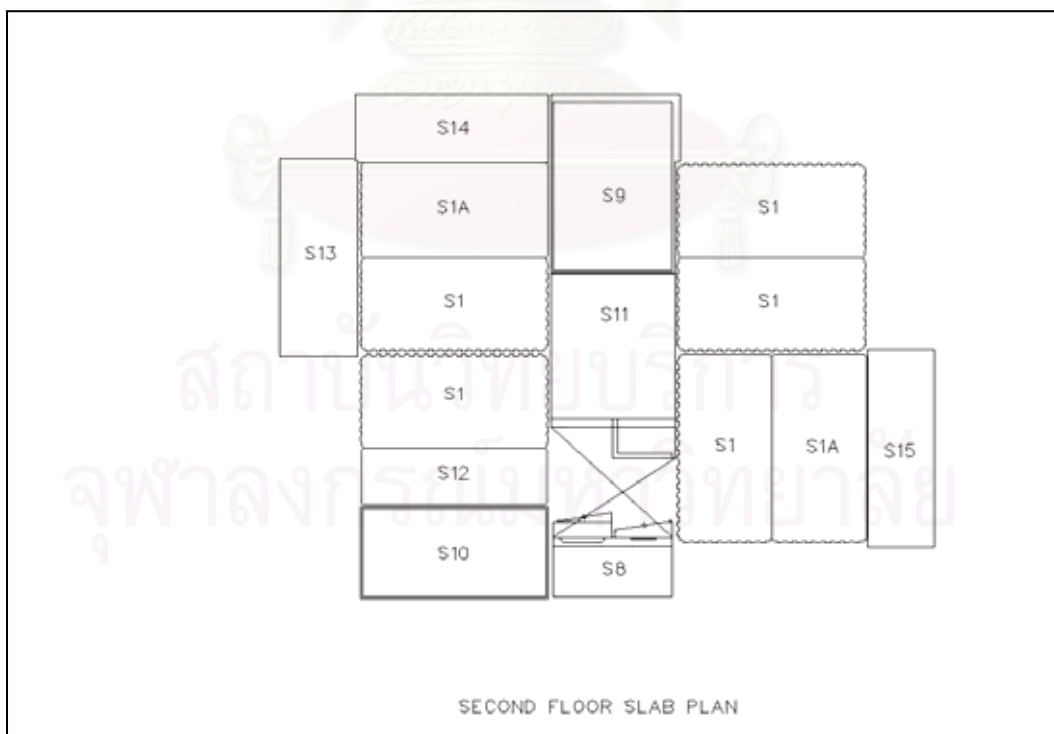 S14
S9
S1A
S1
S13
S1
S11
S1
S1
S1
S1A
S15
S12
S10
S8
สถาบันวิทยบริการ
จุฬาลงกรณ์มหาวิทยาลัย
SECOND FLOOR SLAB PLAN